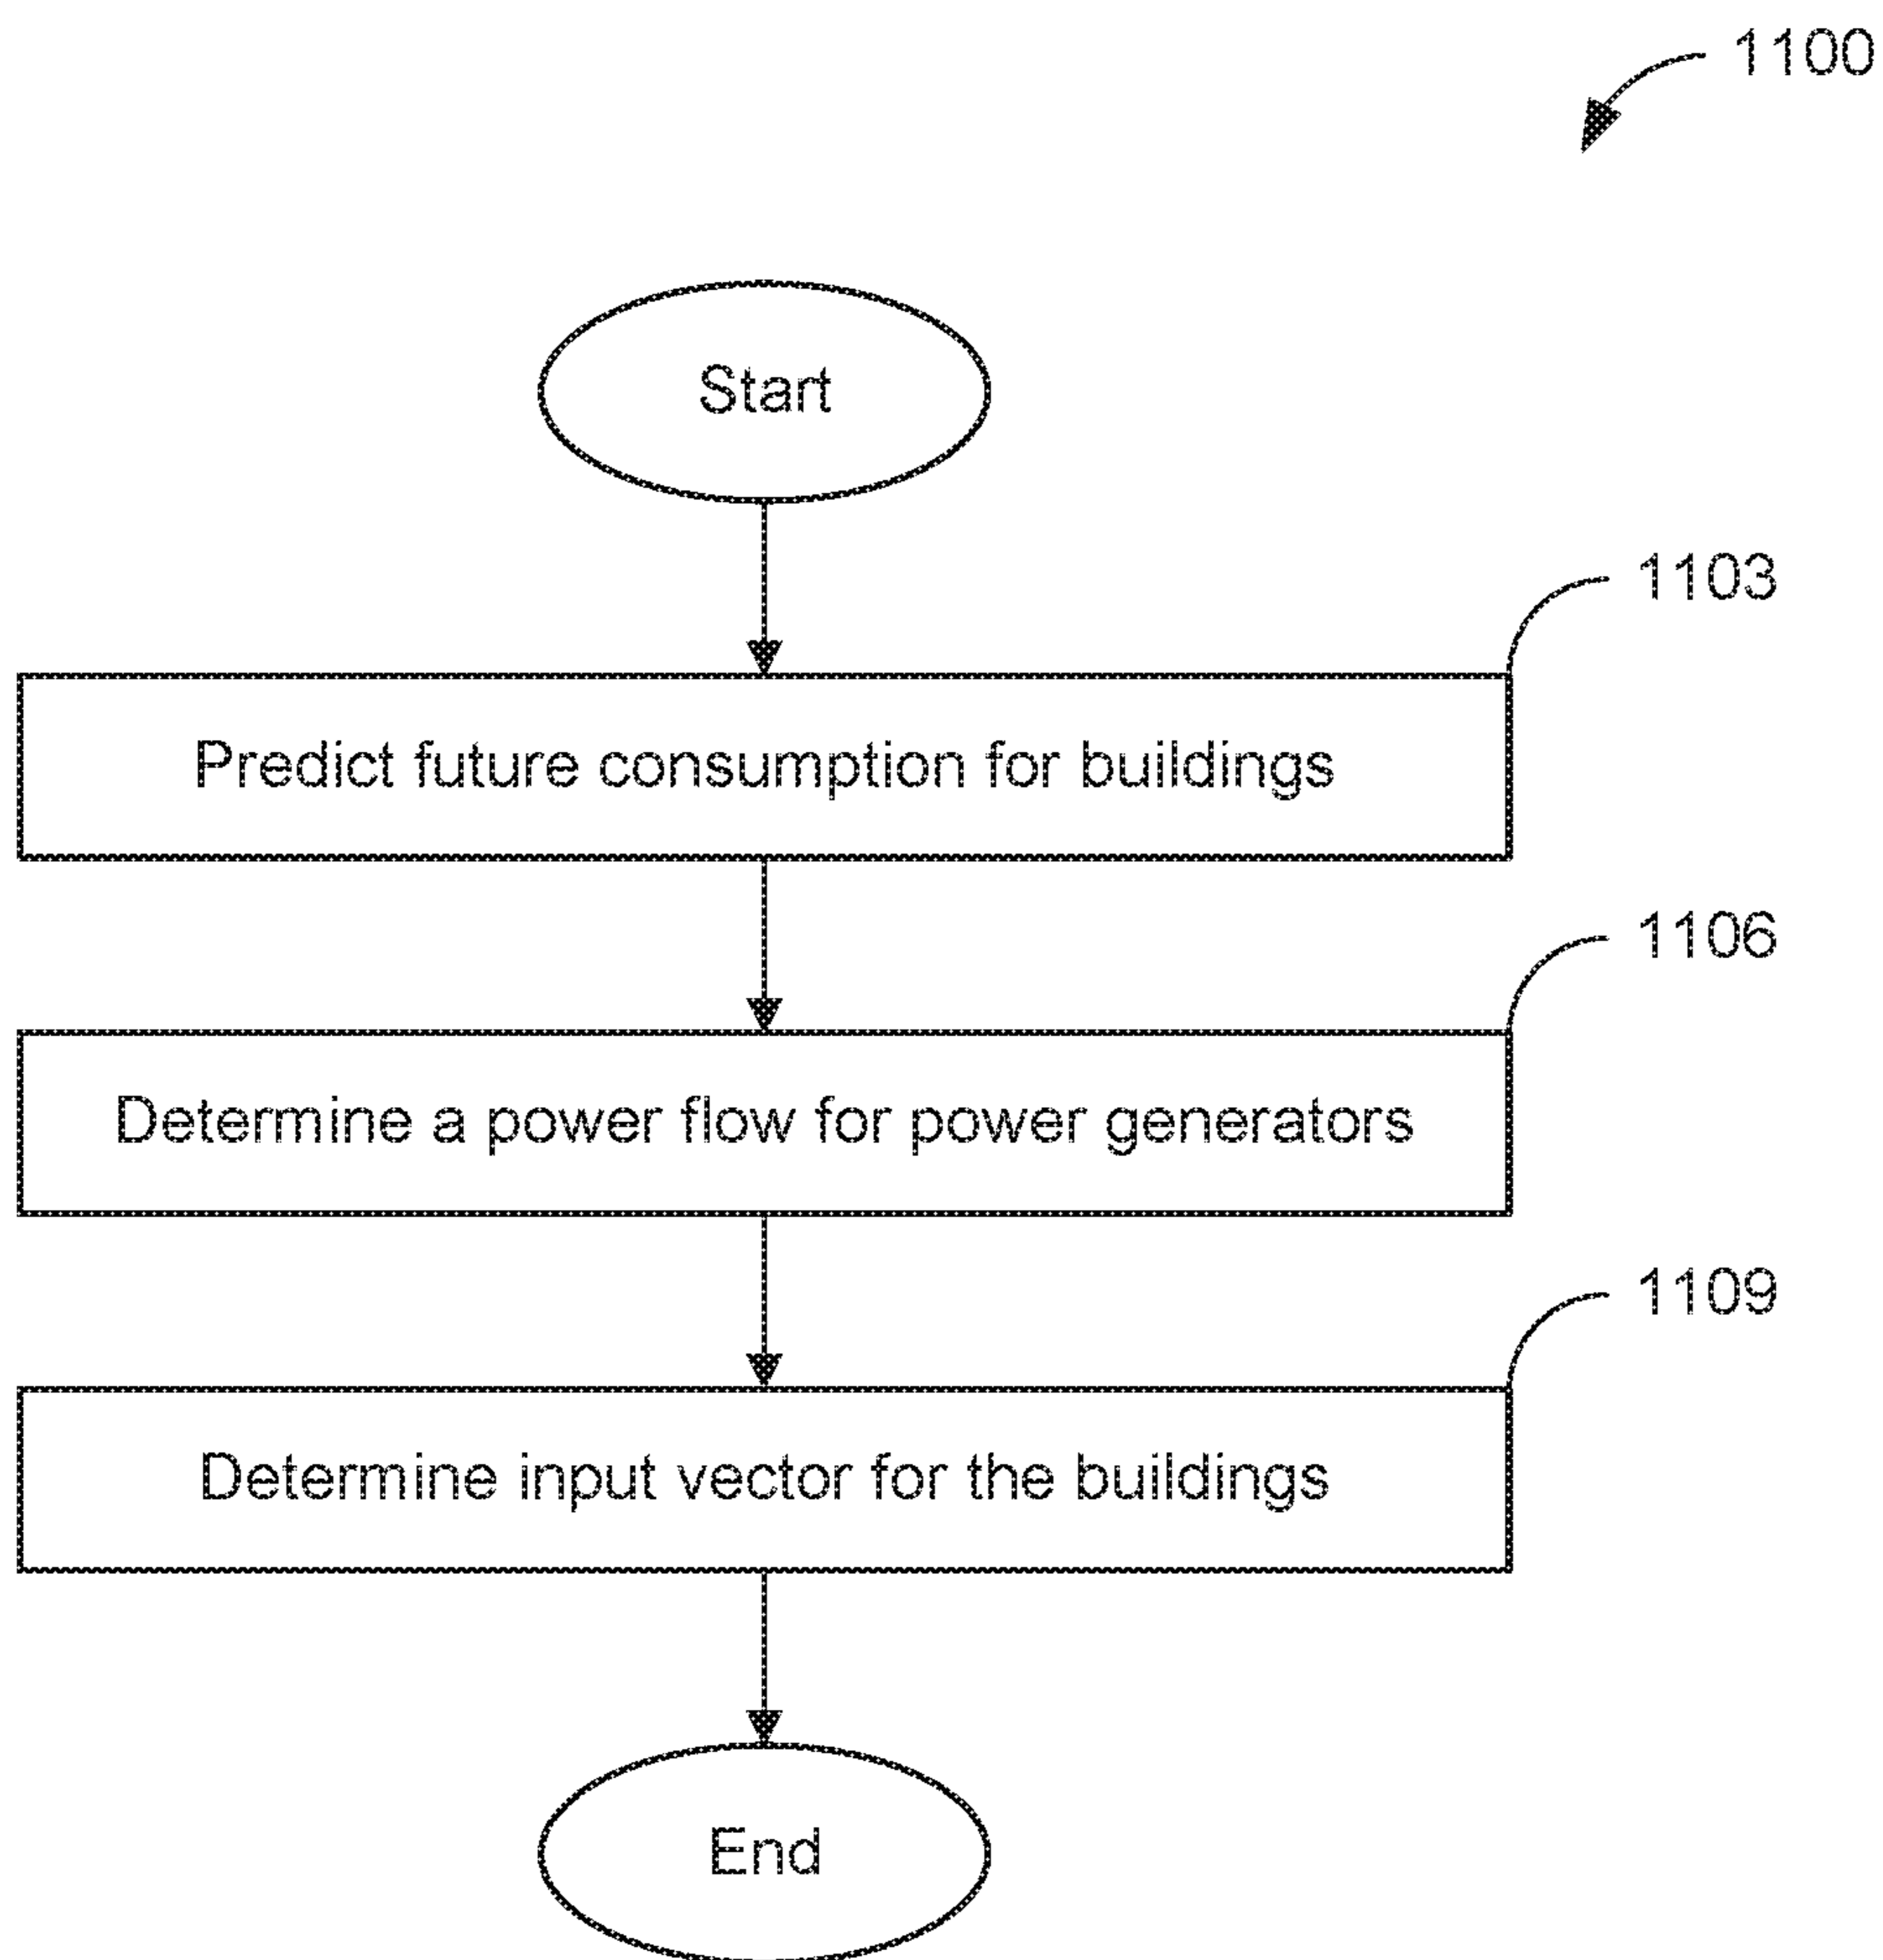 1100
Start
1103
Predict future consumption for buildings
1106
Determine a power flow for power generators
1109
Determine input vector for the buildings
End